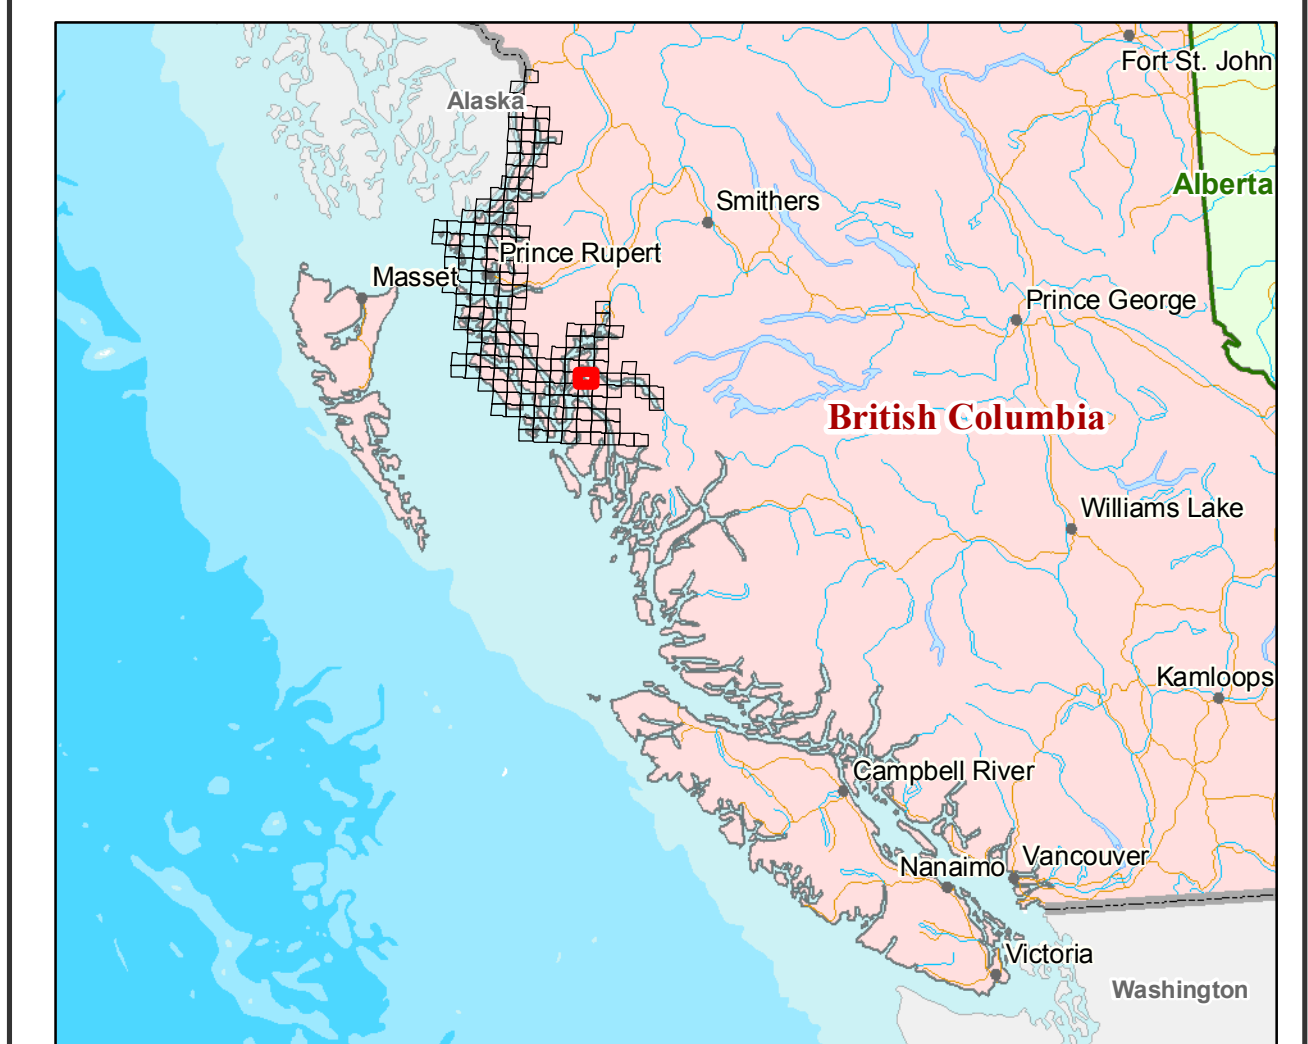 Fort St. John
Alaska
Alberta
Smithers
Prince Rupert
Masset
Prince George
British Columbia
Williams Lake
Kamloops
Campbell River
Vancouver
Nanaimo
Victoria
Washington